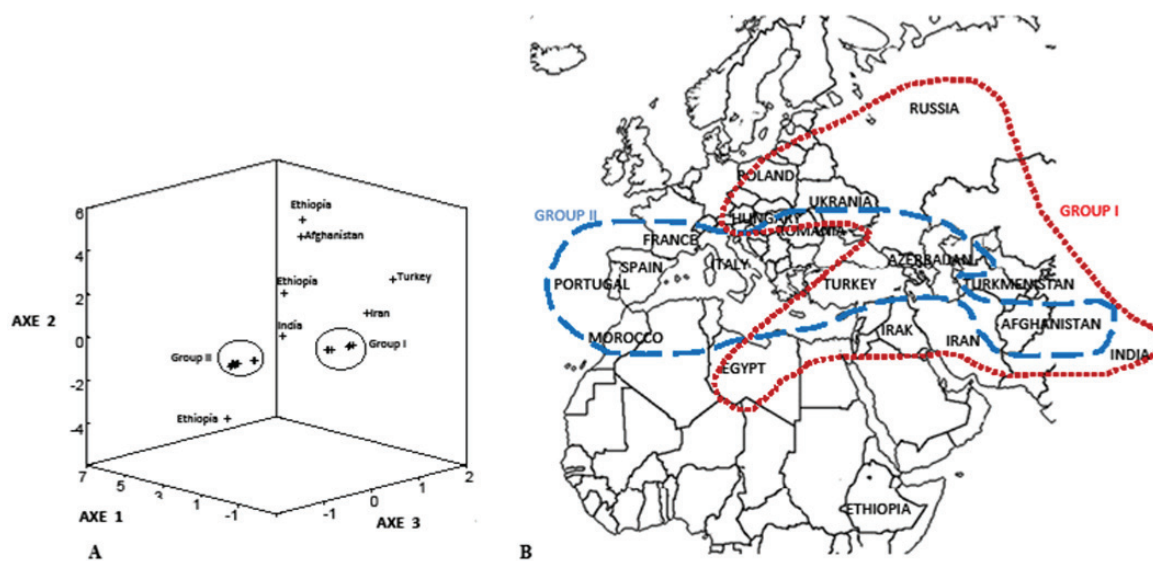 6
4
2
0
-2
-4
AXE 2
7
5
3
1
-1
AXE 1
-1
0
1
2
AXE 3
Ethiopia
Afghanistan
Ethiopia
Turkey
India
Iran
Group II
Group I
Ethiopia
A
RUSSIA
POLAND
UKRANIA
GROUP II
HUNGARY
GROUP I
ROMANIA
FRANCE
SPAIN
ITALY
AZERBADAN
PORTUGAL
TURKEY
TURKMENISTAN
MOROCCO
IRAK
IRAN
AFGHANISTAN
INDIA
EGYPT
ETHIOPIA
B